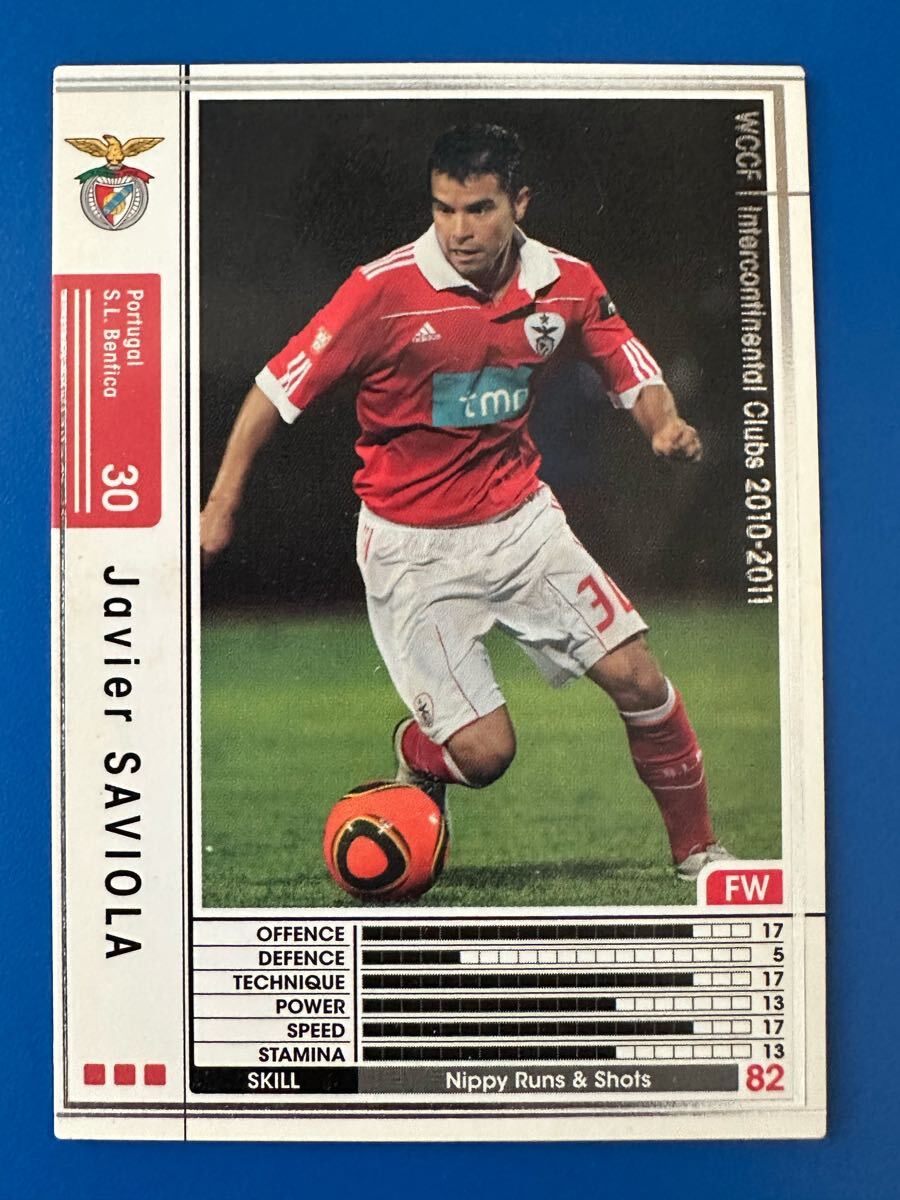 WCCF | Intercontinental Clubs 2010-2011
Portugal
S.L. Benfica
30
Javier SAVIOLA
adidas
tmn
FW
OFFENCE 17
DEFENCE 5
TECHNIQUE 17
POWER 13
SPEED 17
STAMINA 13
SKILL Nippy Runs & Shots 82